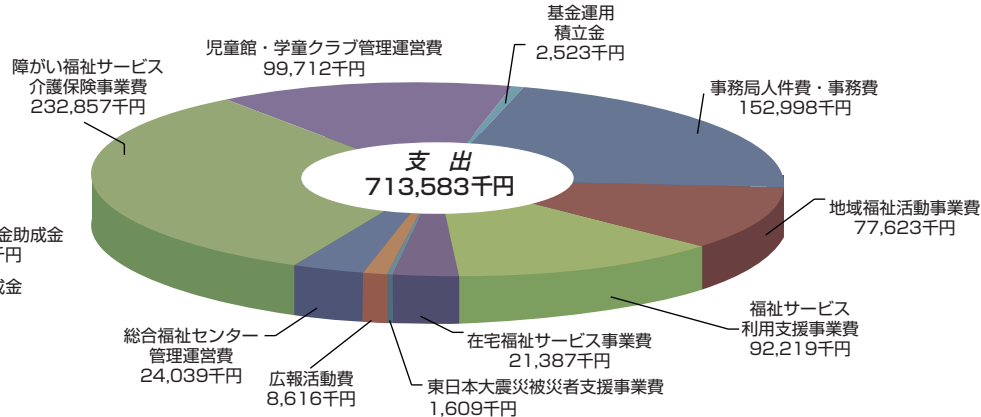 基金運用
積立金
2,523千円
児童館・学童クラブ管理運営費
99,712千円
障がい福祉サービス
介護保険事業費
232,857千円
事務局人件費・事務費
152,998千円
支 出
713,583千円
地域福祉活動事業費
77,623千円
金助成金
千円
成金
福祉サービス
利用支援事業費
92,219千円
総合福祉センター
管理運営費
24,039千円
在宅福祉サービス事業費
21,387千円
広報活動費
8,616千円
東日本大震災被災者支援事業費
1,609千円